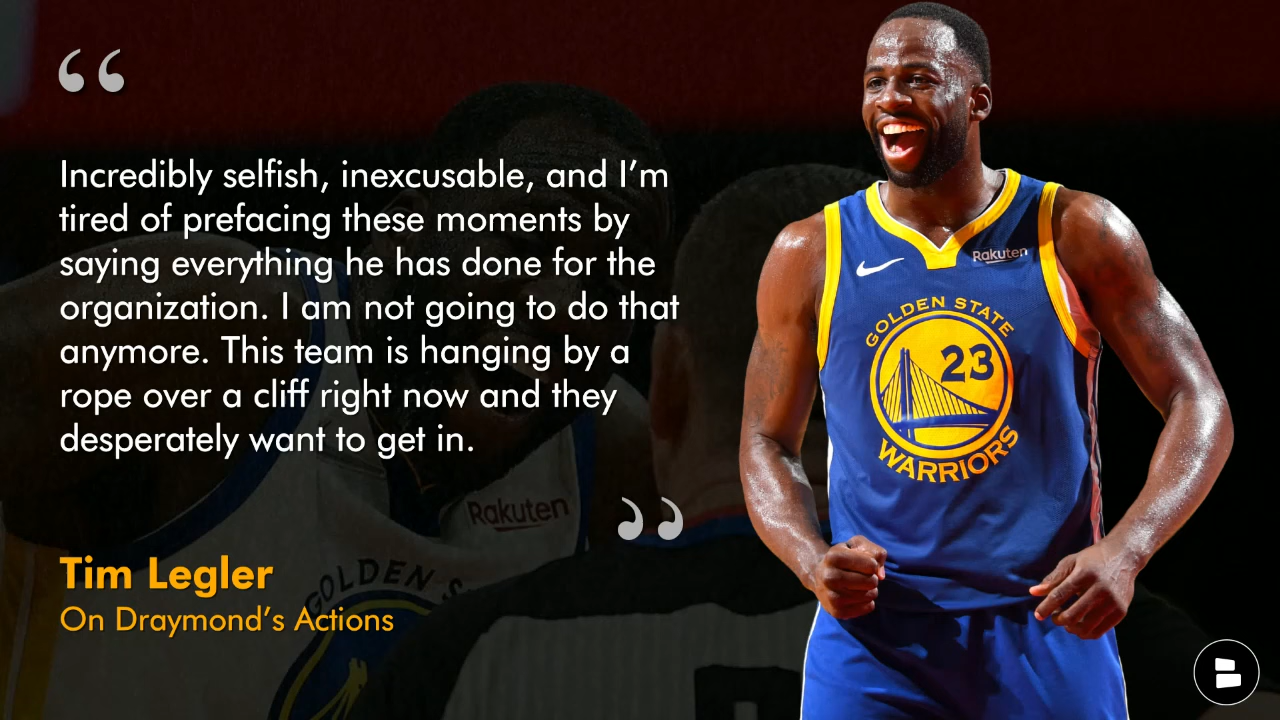 “
Incredibly selfish, inexcusable, and I’m
tired of prefacing these moments by
saying everything he has done for the
organization. I am not going to do that
anymore. This team is hanging by a
rope over a cliff right now and they
desperately want to get in.
”
Tim Legler
On Draymond’s Actions
Rakuten
GOLDEN STATE
23
WARRIORS
Rakuten
GOLDEN S